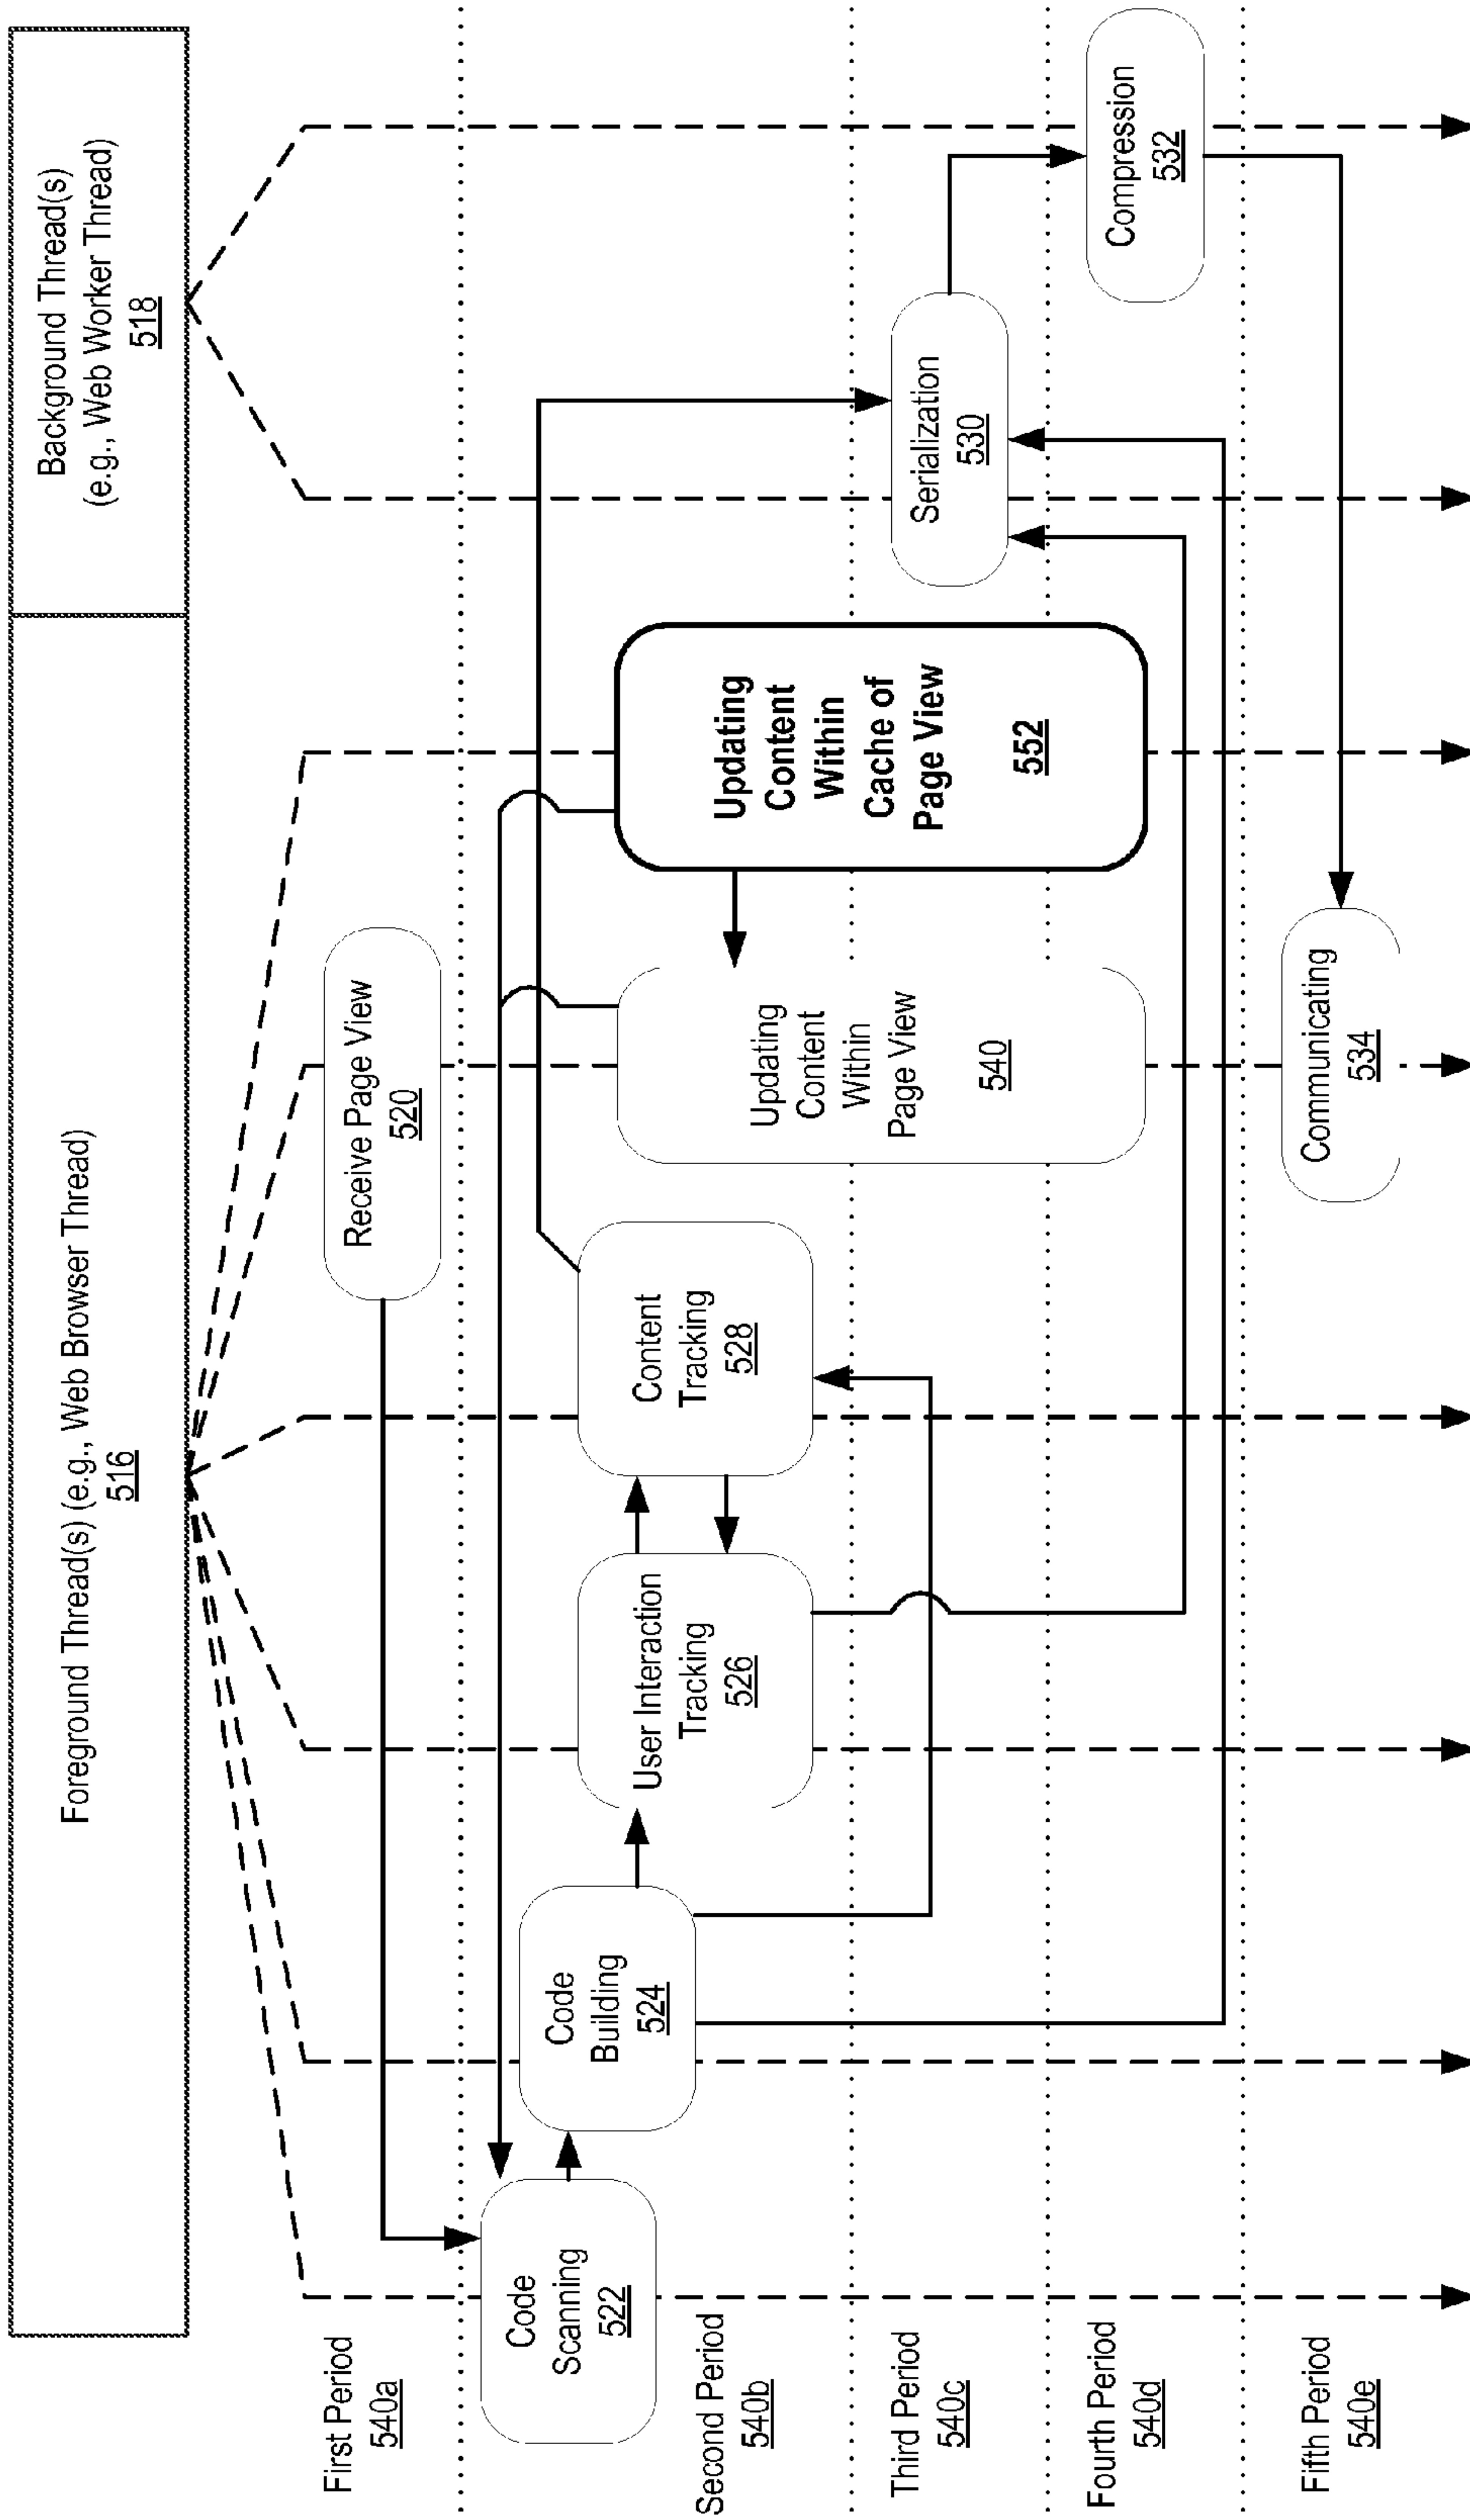 Foreground Thread(s) (e.g., Web Browser Thread)
516
Background Thread(s)
(e.g., Web Worker Thread)
518
First Period
540a
Receive Page View
520
Second Period
540b
Code
Scanning
522
Code
Building
524
User Interaction
Tracking
526
Content
Tracking
528
Updating
Content
Within
Page View
540
Updating
Content
Within
Cache of
Page View
552
Third Period
540c
Serialization
530
Fourth Period
540d
Compression
532
Fifth Period
540e
Communicating
534